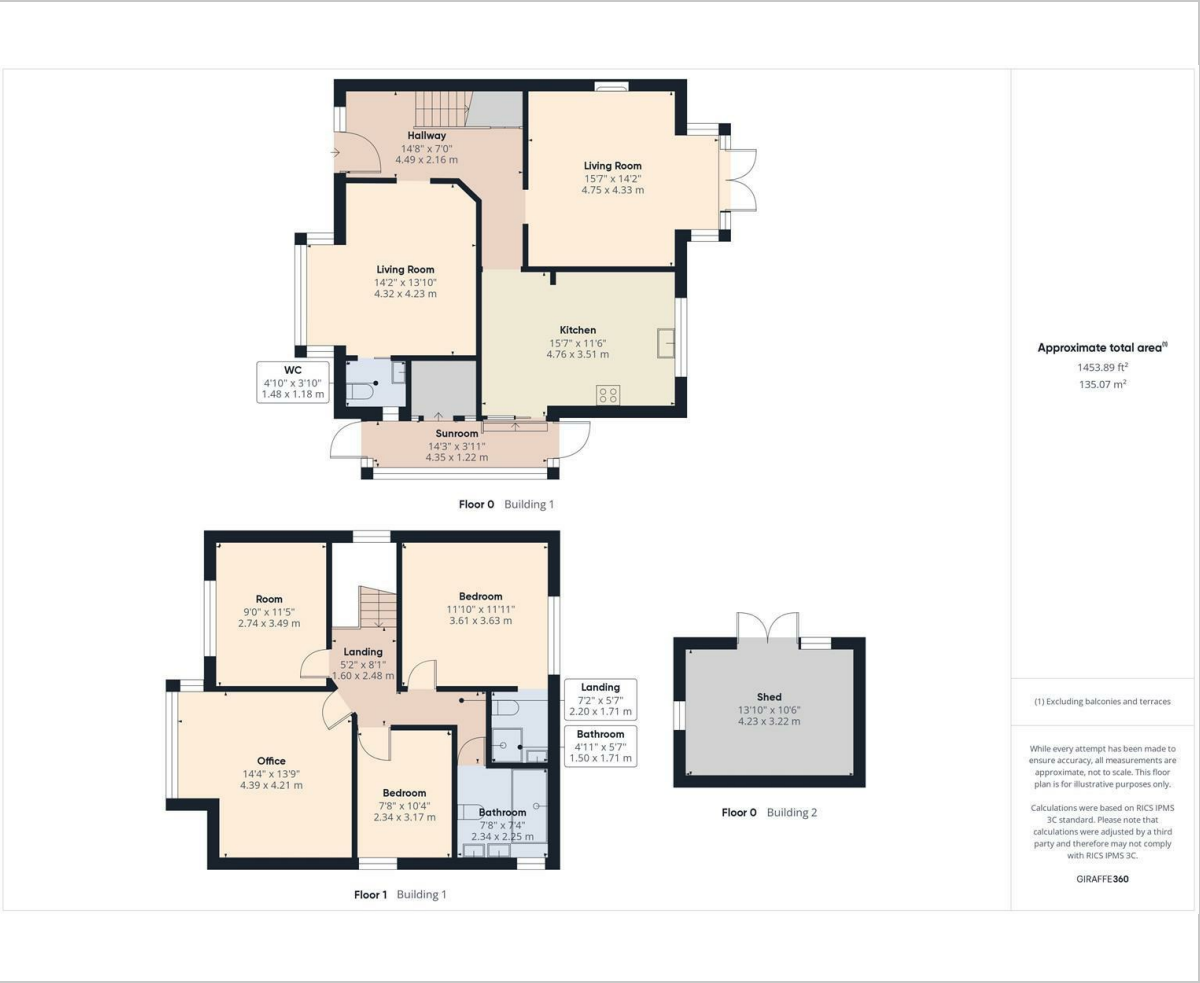 Hallway
14'8" x 7'0"
4.49 x 2.16 m
Living Room
15'7" x 14'2"
4.75 x 4.33 m
Living Room
14'2" x 13'10"
4.32 x 4.23 m
Kitchen
15'7" x 11'6"
4.76 x 3.51 m
WC
4'10" x 3'10"
1.48 x 1.18 m
Sunroom
14'3" x 3'11"
4.35 x 1.22 m
Floor 0 Building 1
Room
9'0" x 11'5"
2.74 x 3.49 m
Bedroom
11'10" x 11'11"
3.61 x 3.63 m
Landing
5'2" x 8'1"
1.60 x 2.48 m
Landing
7'2" x 5'7"
2.20 x 1.71 m
Bathroom
4'11" x 5'7"
1.50 x 1.71 m
Office
14'4" x 13'9"
4.39 x 4.21 m
Bedroom
7'8" x 10'4"
2.34 x 3.17 m
Bathroom
7'8" x 7'4"
2.34 x 2.25 m
Floor 1 Building 1
Shed
13'10" x 10'6"
4.23 x 3.22 m
Floor 0 Building 2
Approximate total area⁽¹⁾
1453.89 ft²
135.07 m²
(1) Excluding balconies and terraces
While every attempt has been made to
ensure accuracy, all measurements are
approximate, not to scale. This floor
plan is for illustrative purposes only.
Calculations were based on RICS IPMS
3C standard. Please note that
calculations were adjusted by a third
party and therefore may not comply
with RICS IPMS 3C.
GIRAFFE360